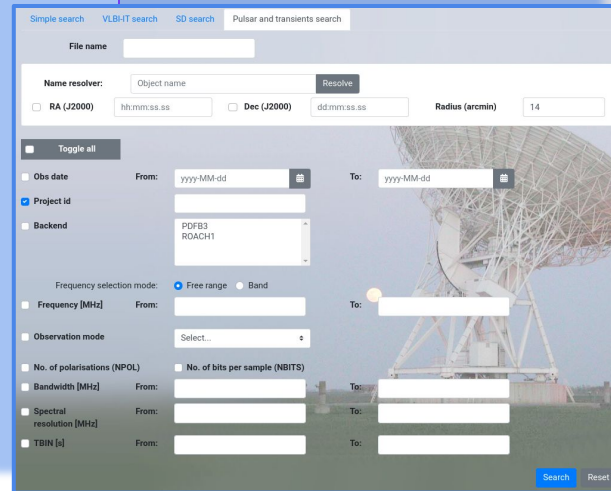 Simple search VLBI-IT search SD search Pulsar and transients search
File name
Name resolver: Object name Resolve
RA (J2000) hh:mm:ss.ss Dec (J2000) dd:mm:ss.ss Radius (arcmin) 14
Toggle all
Obs date From: yyyy-MM-dd To: yyyy-MM-dd
Project id
Backend PDFB3
ROACH1
Frequency selection mode: Free range Band
Frequency [MHz] From: To:
Observation mode Select...
No. of polarisations (NPOL) No. of bits per sample (NBITS)
Bandwidth [MHz] From: To:
Spectral From: To:
resolution [MHz]
TBIN [s] From: To:
Search Reset